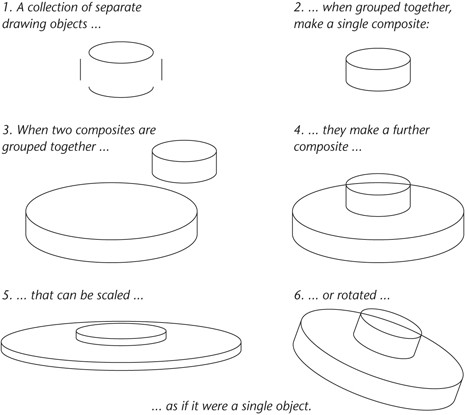 1. A collection of separate
drawing objects ...
2. ... when grouped together,
make a single composite:
3. When two composites are
grouped together ...
4. ... they make a further
composite ...
5. ... that can be scaled ...
6. ... or rotated ...
... as if it were a single object.